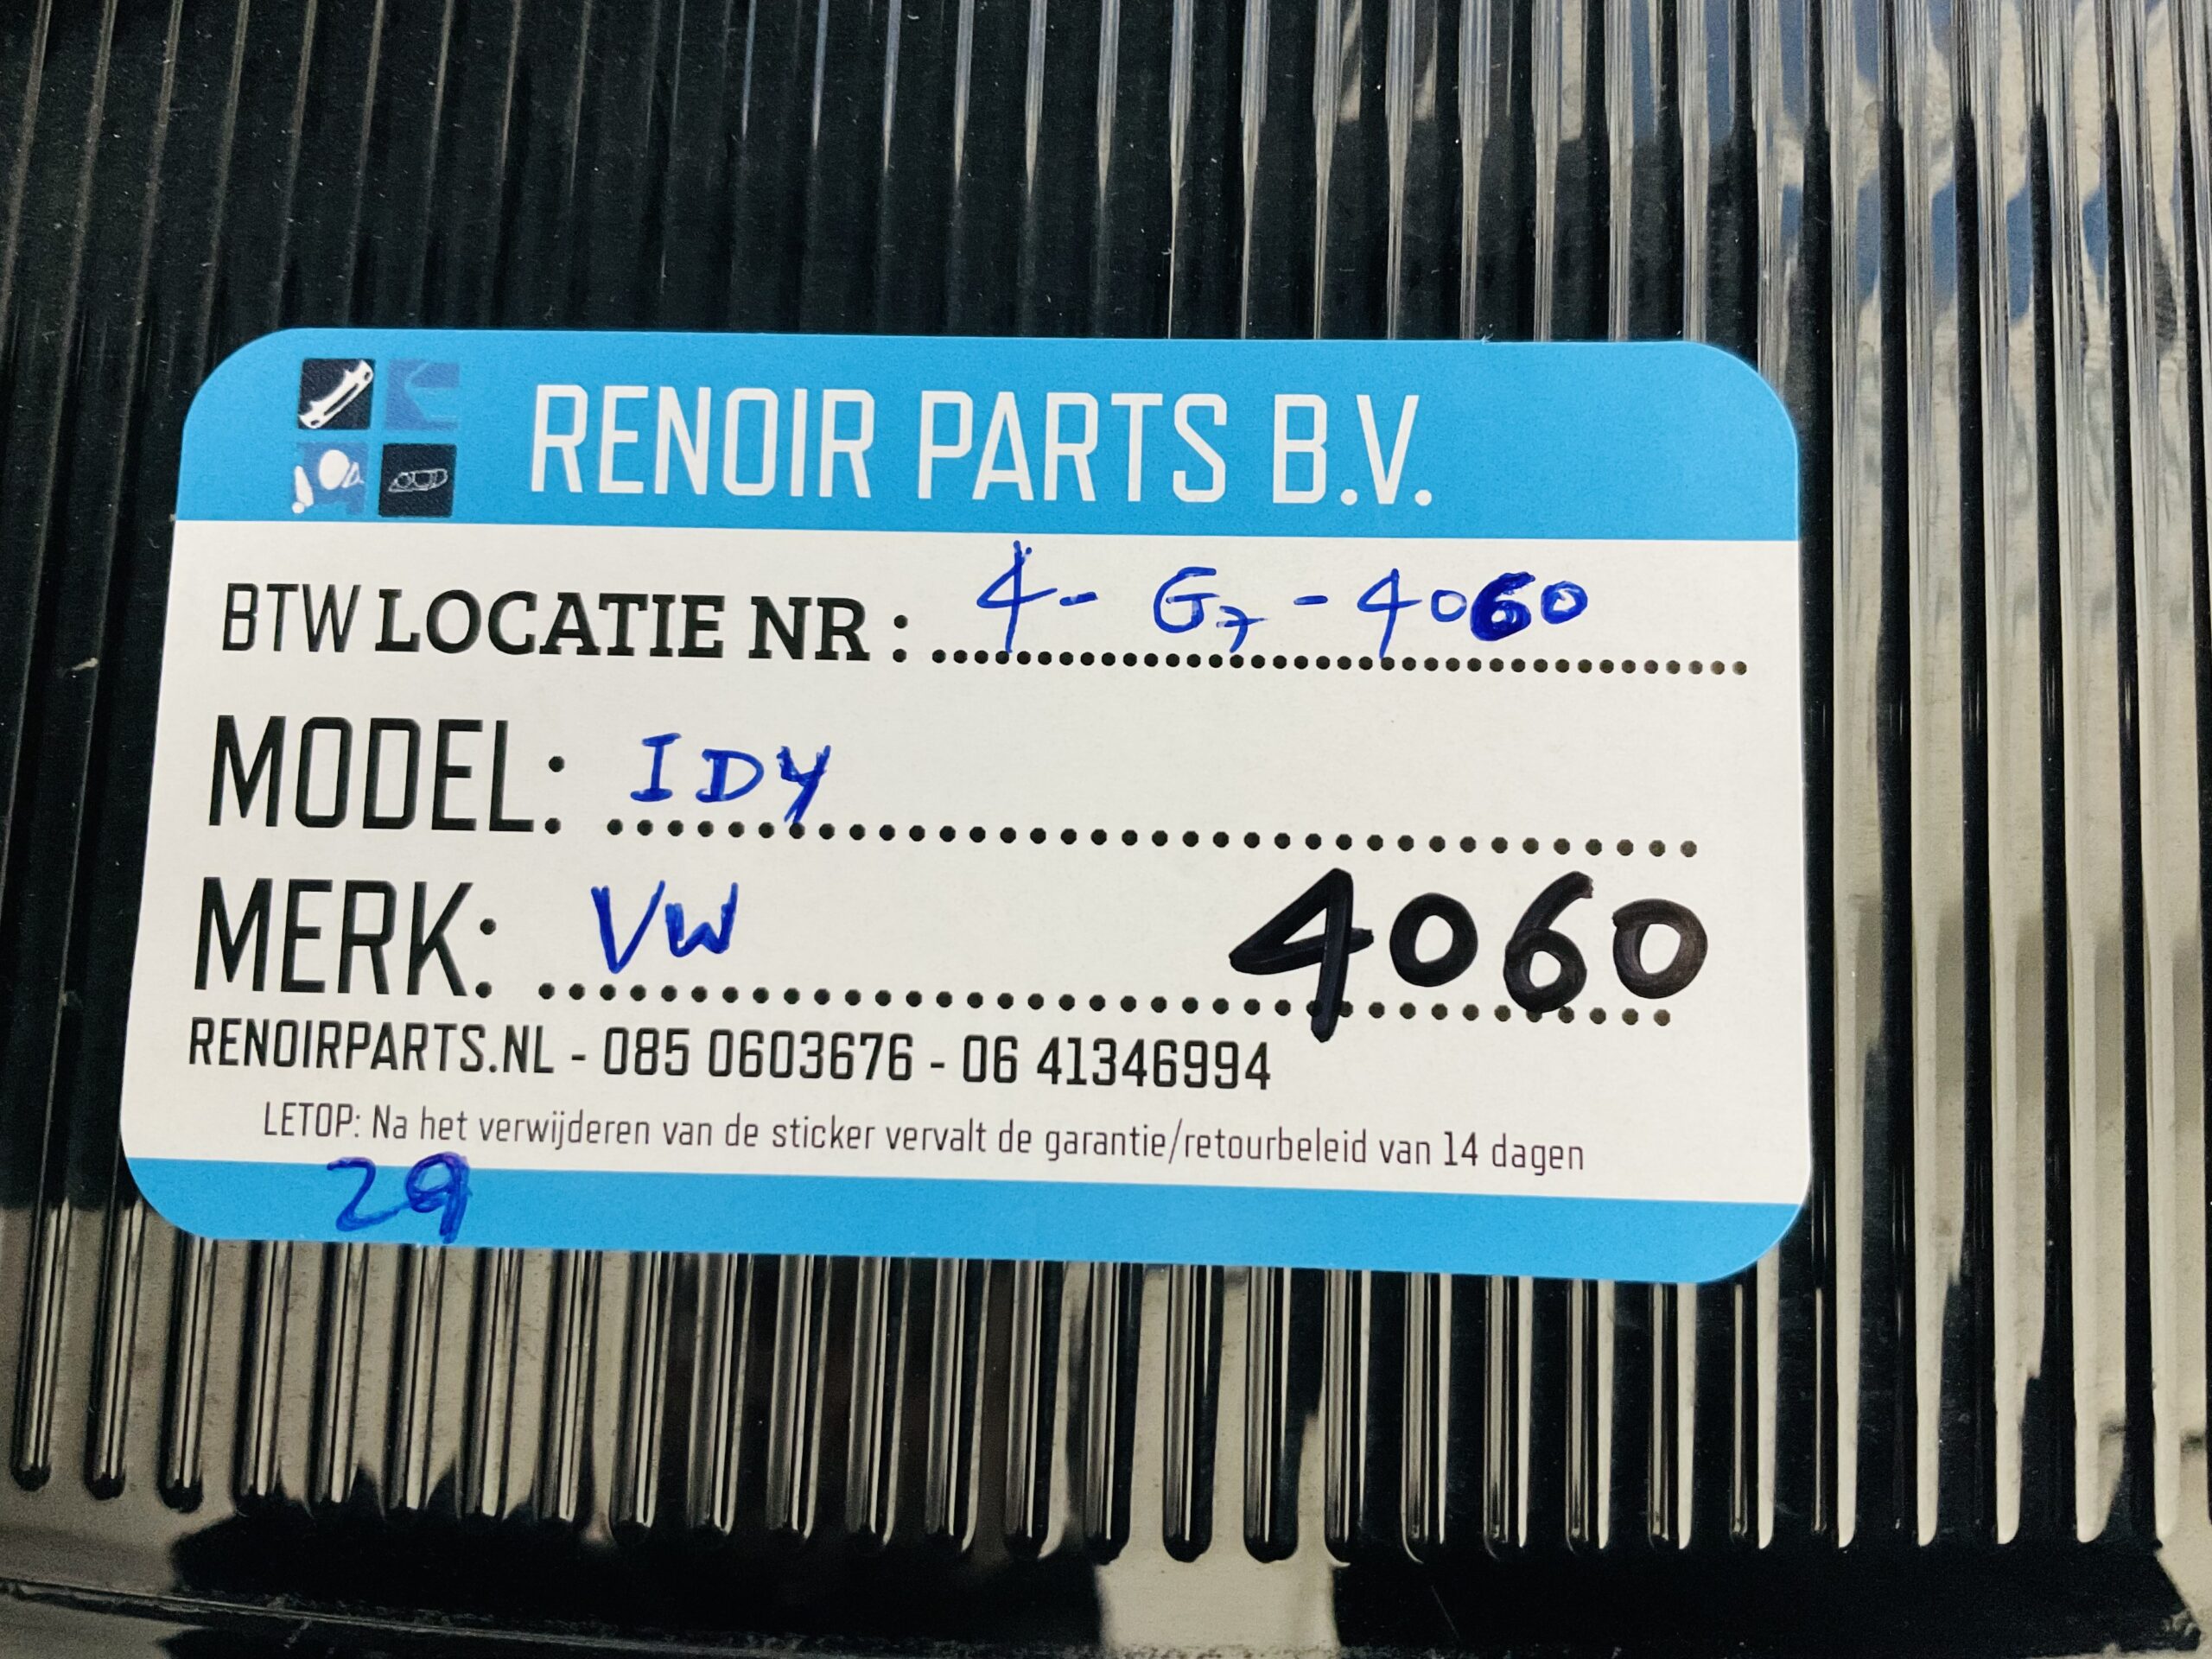 RENOIR PARTS B.V.
BTW LOCATIE NR : 4 - G7 - 4060
MODEL: ID4
MERK: VW 4060
RENOIRPARTS.NL - 085 0603676 - 06 41346994
LETOP: Na het verwijderen van de sticker vervalt de garantie/retourbeleid van 14 dagen
29